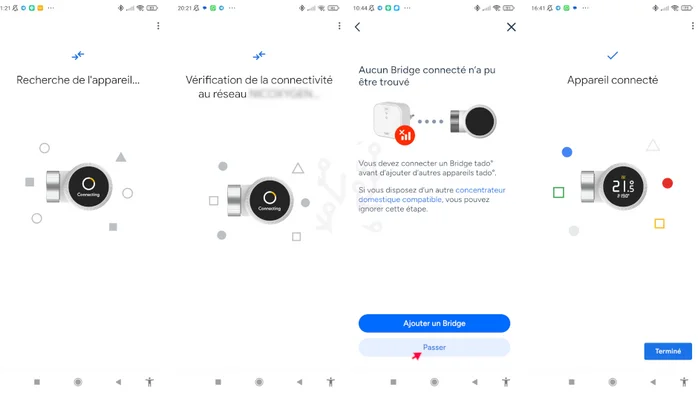 1:21
Recherche de l'appareil...
Connecting
20:21
Vérification de la connectivité
au réseau
Connecting
10:44
Aucun Bridge connecté n'a pu
être trouvé
Vous devez connecter un Bridge tado°
avant d'ajouter d'autres appareils tado°.
Si vous disposez d'un autre concentrateur
domestique compatible, vous pouvez
ignorer cette étape.
Ajouter un Bridge
Passer
16:41
Appareil connecté
21.5
Terminé